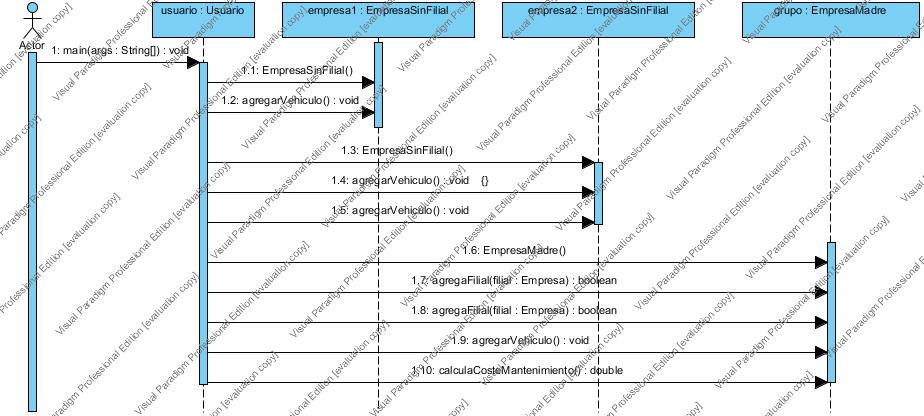 usuario : Usuario
empresa1 : EmpresaSinFilial
empresa2 : EmpresaSinFilial
grupo : EmpresaMadre
Actor
1: main(args : String[]) : void
1.1: EmpresaSinFilial()
1.2: agregarVehiculo() : void
1.3: EmpresaSinFilial()
1.4: agregarVehiculo() : void {}
1.5: agregarVehiculo() : void
1.6: EmpresaMadre()
1.7: agregaFilial(filial : Empresa) : boolean
1.8: agregaFilial(filial : Empresa) : boolean
1.9: agregarVehiculo() : void
1.10: calculaCosteMantenimiento() : double
Visual Paradigm Professional Edition [evaluation copy]